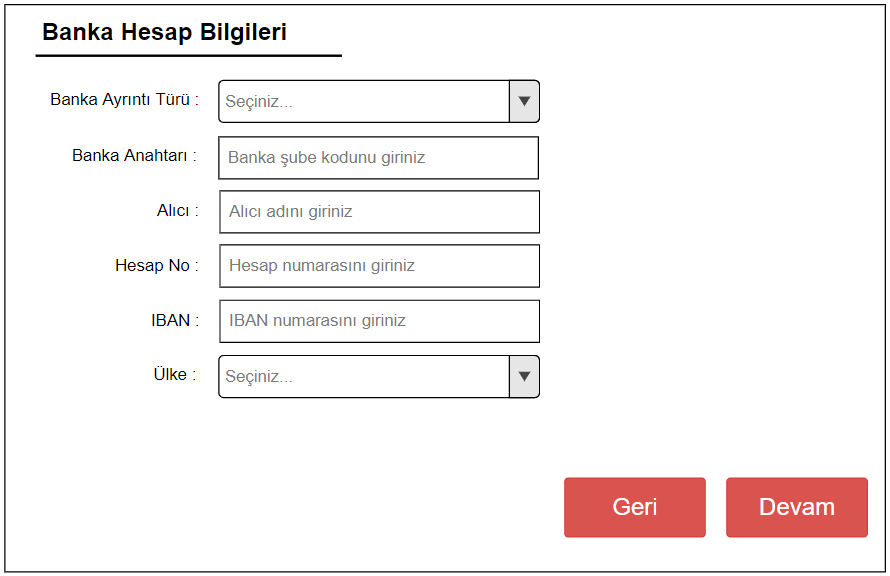 Banka Hesap Bilgileri
Banka Ayrıntı Türü : Seçiniz...
Banka Anahtarı : Banka şube kodunu giriniz
Alıcı : Alıcı adını giriniz
Hesap No : Hesap numarasını giriniz
IBAN : IBAN numarasını giriniz
Ülke : Seçiniz...
Geri Devam